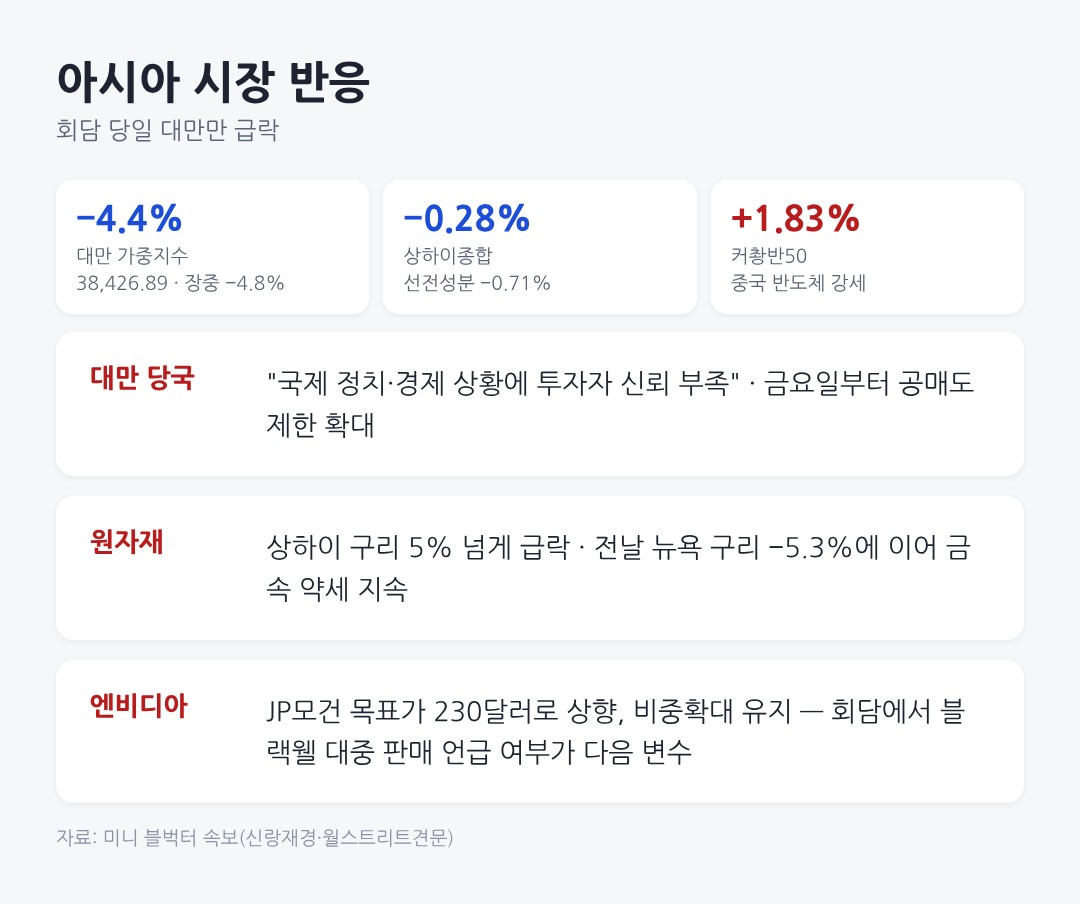 아시아 시장 반응
회담 당일 대만만 급락
−4.4%
대만 가중지수
38,426.89 · 장중 −4.8%
−0.28%
상하이종합
선전성분 −0.71%
+1.83%
커촹반50
중국 반도체 강세
대만 당국
"국제 정치·경제 상황에 투자자 신뢰 부족" · 금요일부터 공매도
제한 확대
원자재
상하이 구리 5% 넘게 급락 · 전날 뉴욕 구리 −5.3%에 이어 금
속 약세 지속
엔비디아
JP모건 목표가 230달러로 상향, 비중확대 유지 — 회담에서 블
랙웰 대중 판매 언급 여부가 다음 변수
자료: 미니 블벅터 속보(신랑재경·월스트리트견문)